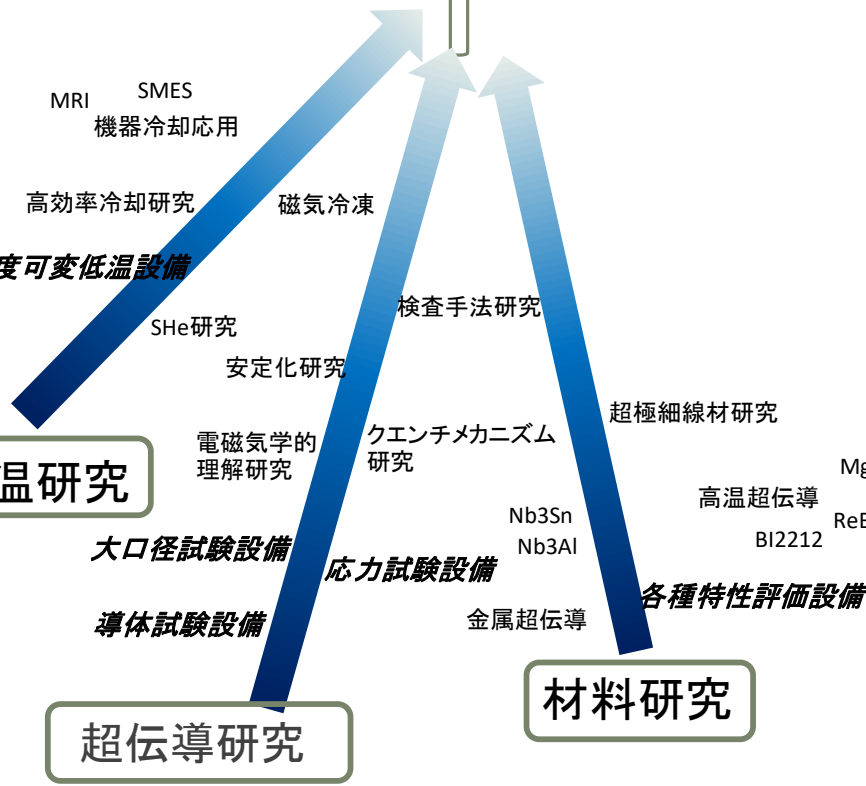 MRI
SMES
機器冷却応用
高効率冷却研究
磁気冷凍
度可変低温設備
検査手法研究
SHe研究
安定化研究
超極細線材研究
電磁気学的
理解研究
クエンチメカニズム
研究
温研究
Mg
高温超伝導
ReB
BI2212
Nb3Sn
Nb3Al
大口径試験設備
応力試験設備
各種特性評価設備
導体試験設備
金属超伝導
材料研究
超伝導研究